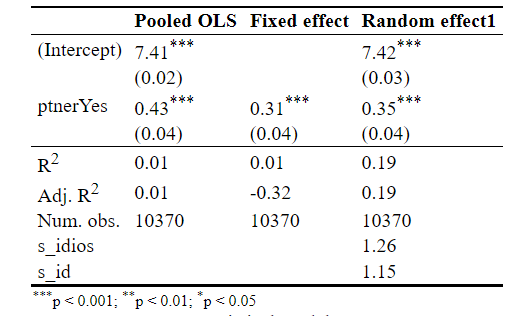 Pooled OLS Fixed effect Random effect1
(Intercept) 7.41*** 7.42***
(0.02) (0.03)
ptnerYes 0.43*** 0.31*** 0.35***
(0.04) (0.04) (0.04)
R2 0.01 0.01 0.19
Adj. R2 0.01 -0.32 0.19
Num. obs. 10370 10370 10370
s_idios 1.26
s_id 1.15
***p < 0.001; **p < 0.01; *p < 0.05